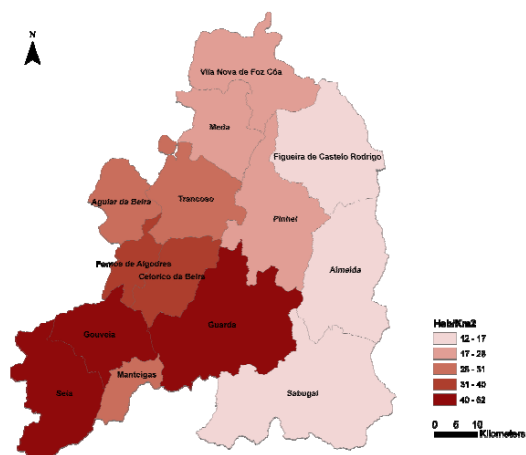 N
Vila Nova de Foz Côa
Meda
Figueira de Castelo Rodrigo
Aguiar da Beira
Trancoso
Pinhel
Almeida
Fornos de Algodres
Celorico da Beira
Guarda
Gouveia
Manteigas
Seia
Sabugal
Hab/Km2
12 - 17
17 - 25
25 - 31
31 - 40
40 - 62
0 5 10
Kilometers